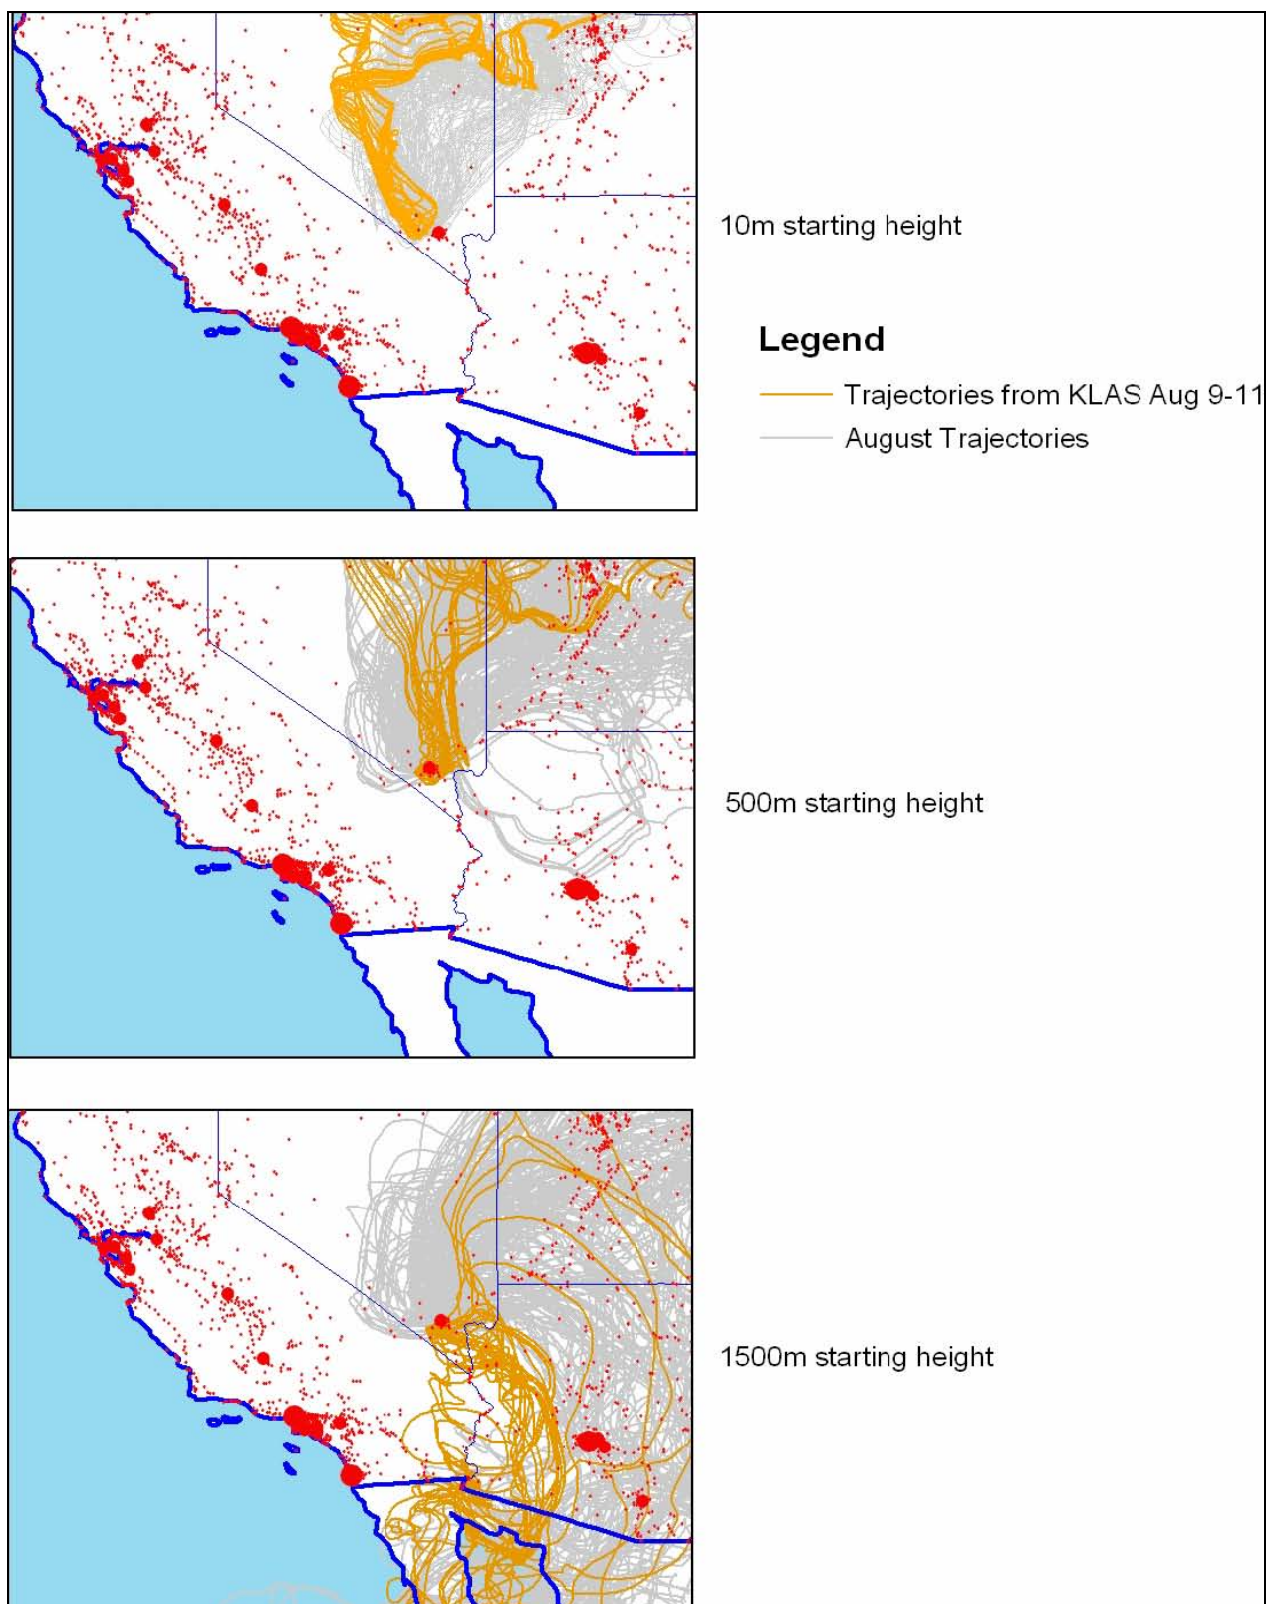 10m starting height
Legend
Trajectories from KLAS Aug 9-11
August Trajectories
500m starting height
1500m starting height